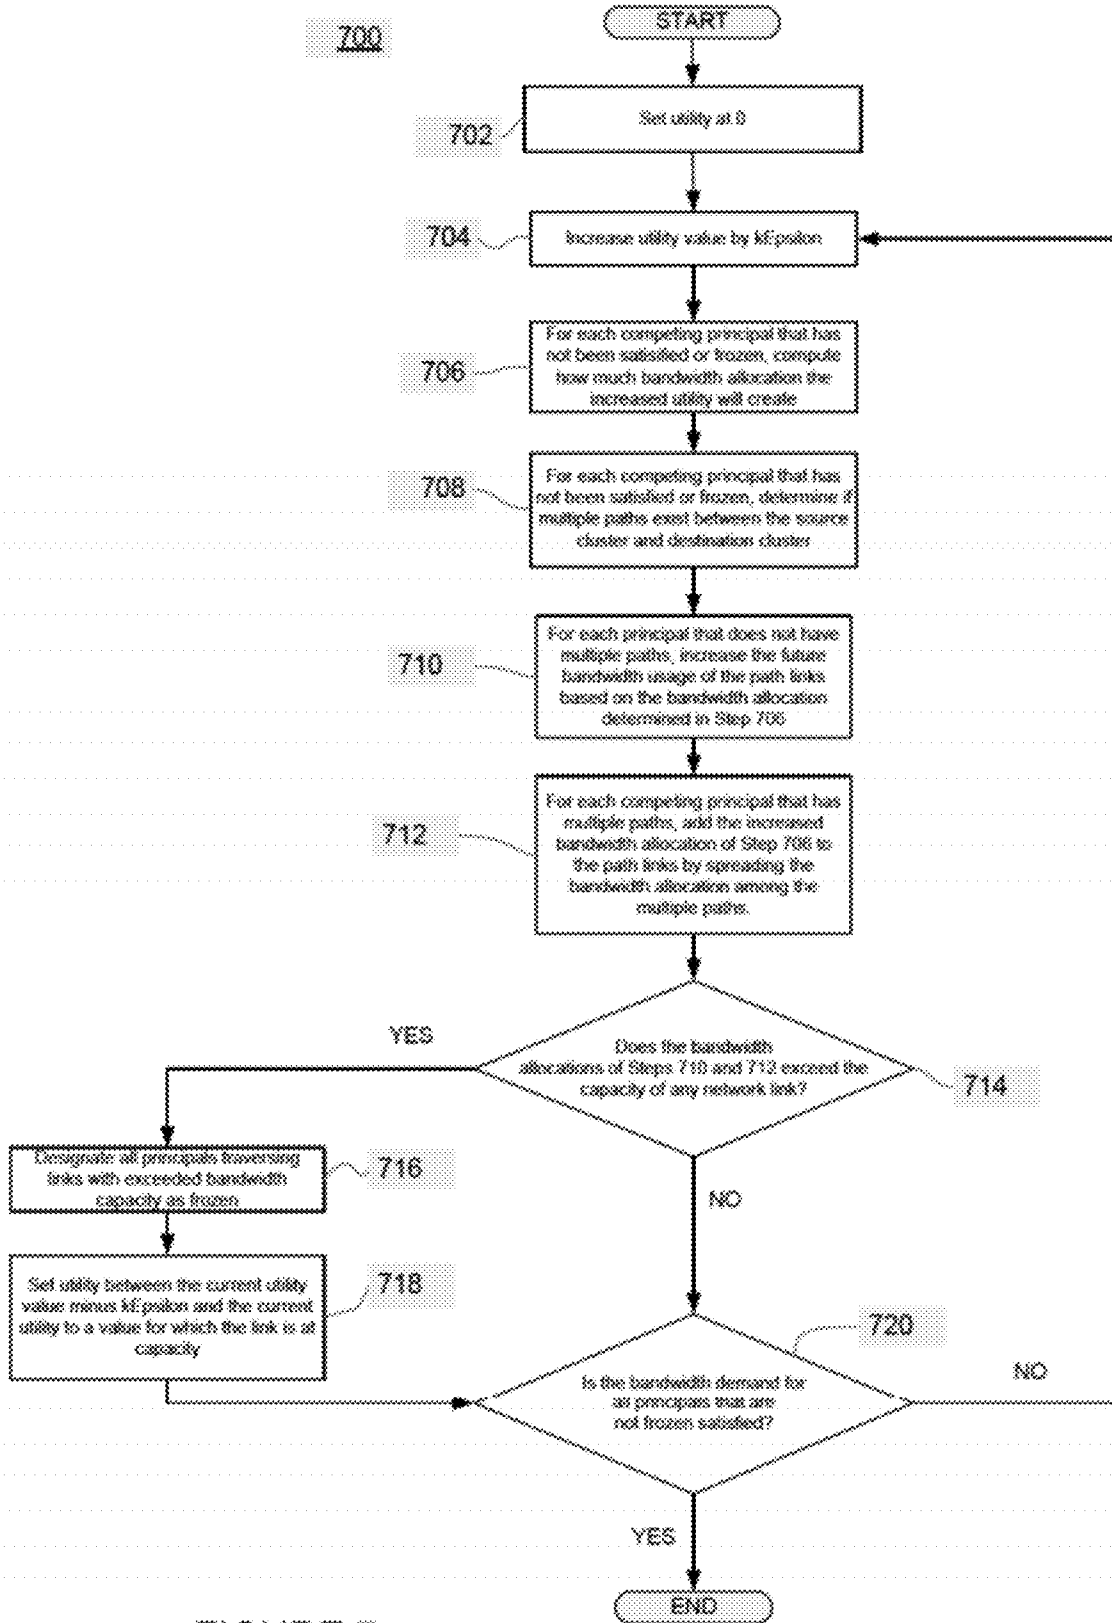 700
START
702
Set utility at 0
704
Increase utility value by kEpsilon
706
For each competing principal that has
not been satisified or frozen, compute
how much bandwidth allocation the
increased utility will create
708
For each competing principal that has
not been satisfied or frozen, determine if
multiple paths exist between the source
cluster and destination cluster
710
For each principal that does not have
multiple paths, increase the future
bandwidth usage of the path links
based on the bandwidth allocation
determined in Step 706
712
For each competing principal that has
multiple paths, add the increased
bandwidth allocation of Step 706 to
the path links by spreading the
bandwidth allocation among the
multiple paths.
YES
Does the bandwidth
allocations of Steps 710 and 712 exceed the
capacity of any network link?
714
Designate all principals traversing
links with exceeded bandwidth
capacity as frozen
716
NO
Set utility between the current utility
value minus kEpsilon and the current
utility to a value for which the link is at
capacity
718
720
Is the bandwidth demand for
all principals that are
not frozen satisfied?
NO
YES
END